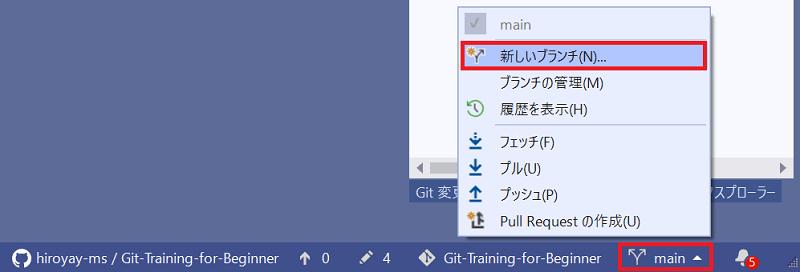 main
新しいブランチ(N)...
ブランチの管理(M)
履歴を表示(H)
フェッチ(F)
プル(U)
プッシュ(P)
Pull Request の作成(U)
Git 変 スプローラー
hiroyay-ms / Git-Training-for-Beginner 0 4 Git-Training-for-Beginner main 5